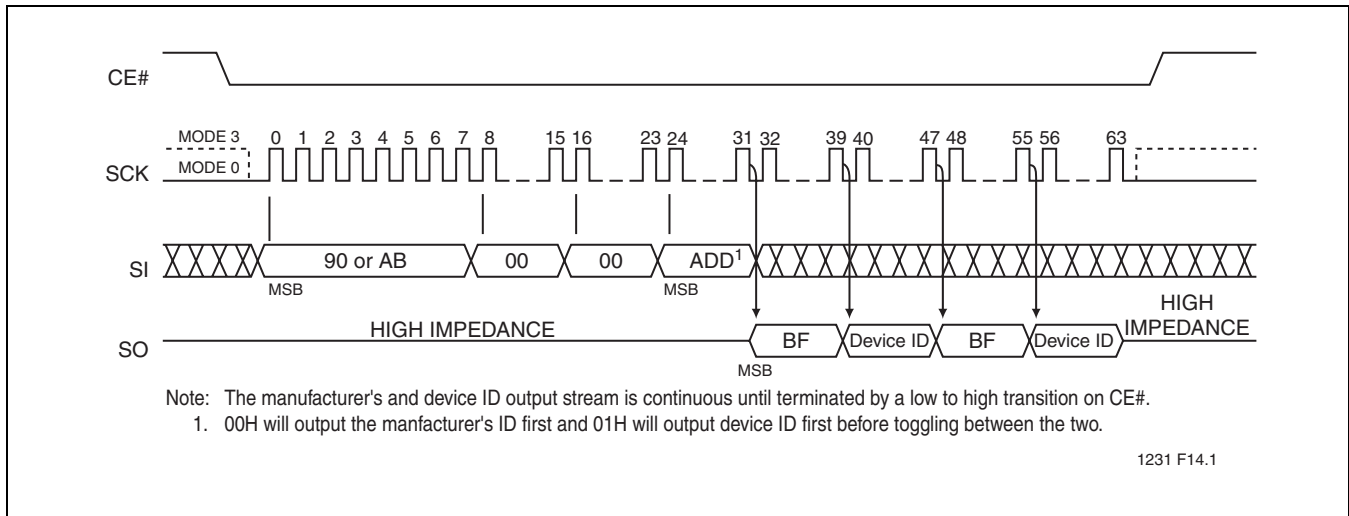 CE#
MODE 3
0 1 2 3 4 5 6 7 8 15 16 23 24 31 32 39 40 47 48 55 56 63
SCK
MODE 0
SI
90 or AB 00 00 ADD1
MSB MSB
HIGH IMPEDANCE
HIGH IMPEDANCE
SO
BF Device ID BF Device ID
MSB
Note: The manufacturer's and device ID output stream is continuous until terminated by a low to high transition on CE#.
1. 00H will output the manfacturer's ID first and 01H will output device ID first before toggling between the two.
1231 F14.1